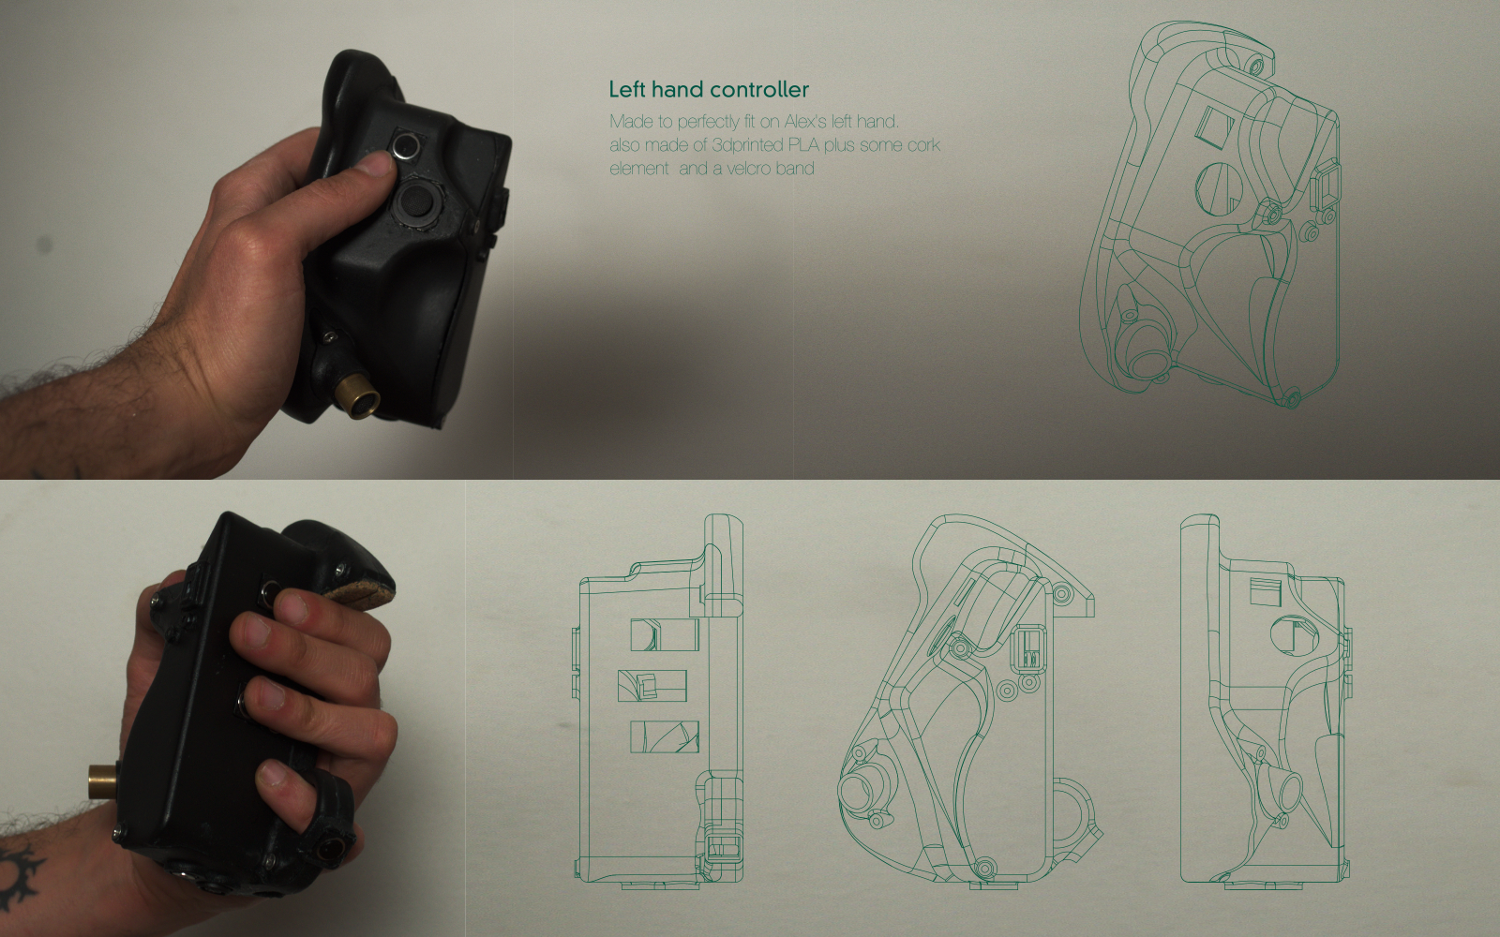 Left hand controller
Made to perfectly fit on Alex's left hand.
also made of 3dprinted PLA plus some cork
element  and a velcro band